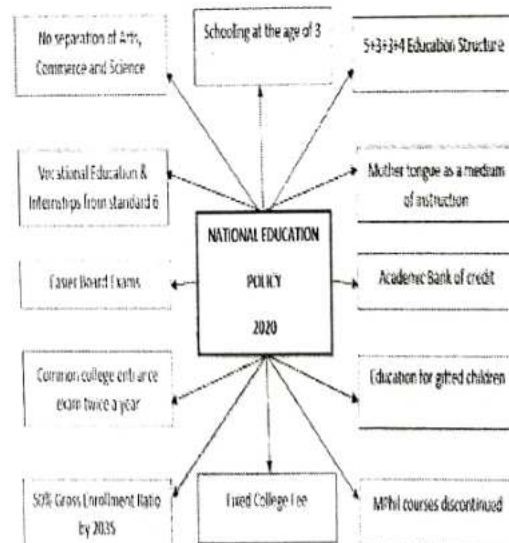 No separation of Arts,
Commerce and Science
Schooling at the age of 3
5+3+3+4 Education Structure
Vocational Education &
Internships from standard 6
Mother tongue as a medium
of instruction
NATIONAL EDUCATION
POLICY
2020
Easier Board Exams
Academic Bank of credit
Common college entrance
exam twice a year
Education for gifted children
50% Gross Enrollment Ratio
by 2035
Fixed College Fee
MPhil courses discontinued